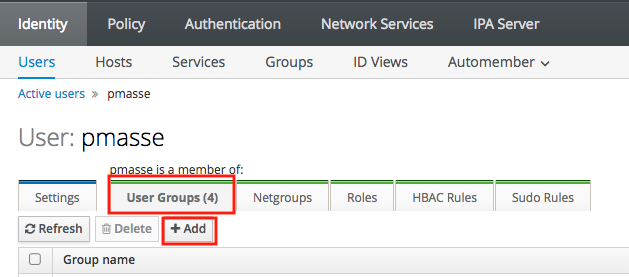 Identity Policy Authentication Network Services IPA Server
Users Hosts Services Groups ID Views Automember
Active users » pmasse
User: pmasse
pmasse is a member of:
Settings User Groups (4) Netgroups Roles HBAC Rules Sudo Rules
Refresh Delete + Add
Group name